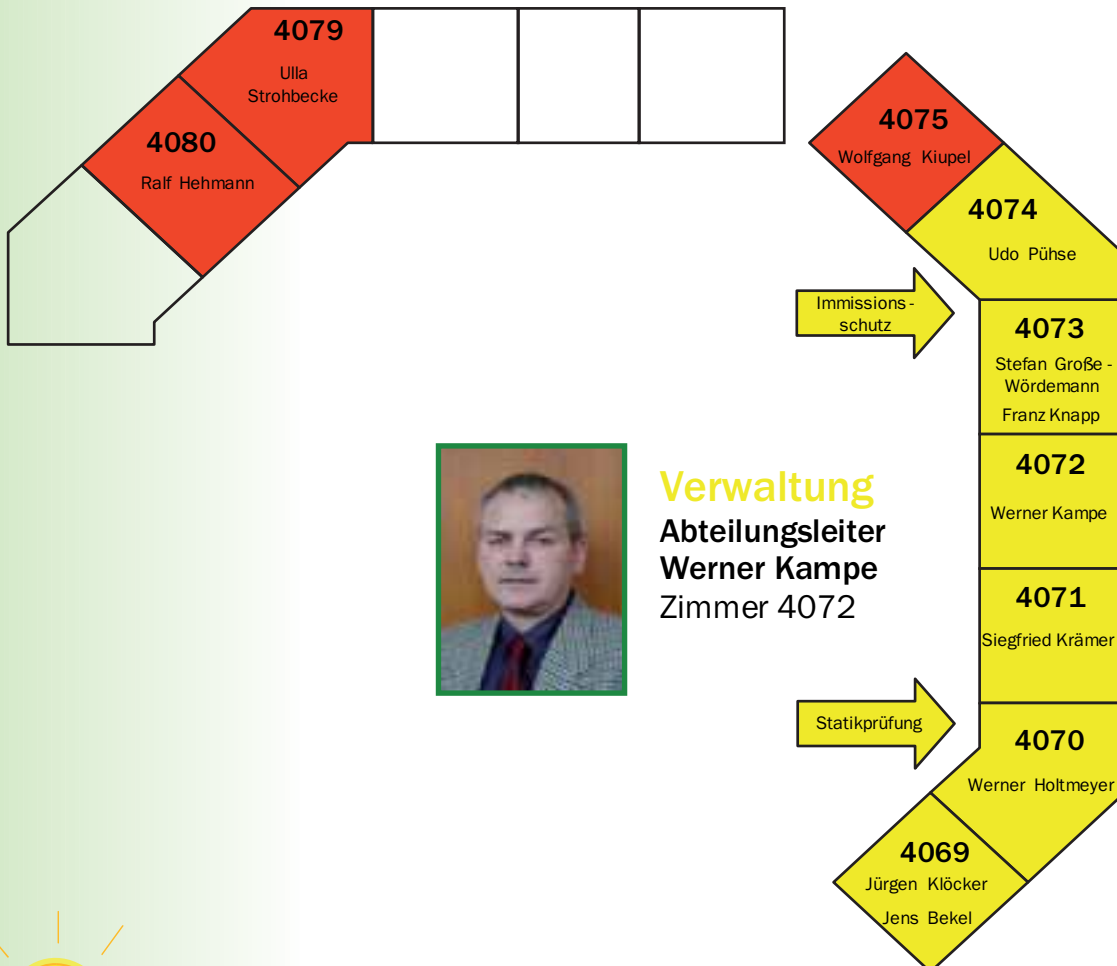 4079
Ulla
Strohbecke
4080
Ralf Hehmann
4075
Wolfgang Kiupel
4074
Udo Pühse
Immissions-
schutz
4073
Stefan Große-
Wördemann
Franz Knapp
4072
Werner Kampe
Verwaltung
Abteilungsleiter
Werner Kampe
Zimmer 4072
4071
Siegfried Krämer
Statikprüfung
4070
Werner Holtmeyer
4069
Jürgen Klöcker
Jens Bekel